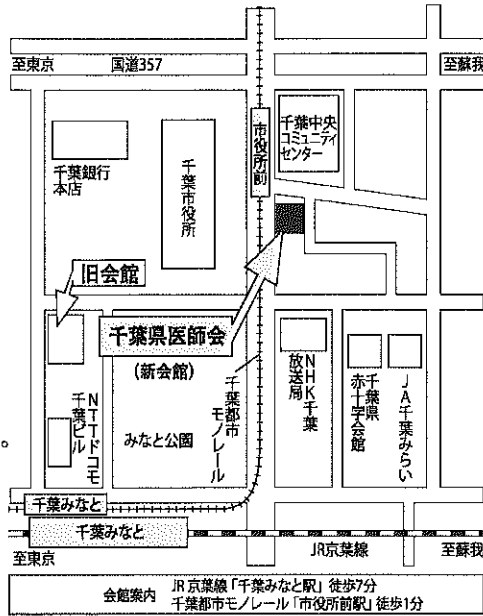 至東京
国道357
至蘇我
市役所前
千葉中央
コミュニティ
センター
千葉銀行
本店
千葉市役所
旧会館
千葉県医師会
(新会館)
千葉都市
モノレール
NHK千葉
放送局
千葉県
赤十字会館
JA千葉みらい
NTTドコモ
千葉ビル
みなと公園
。
千葉みなと
千葉みなと
至東京
JR京葉線
至蘇我
会館案内
JR京葉線「千葉みなと駅」徒歩7分
千葉都市モノレール「市役所前駅」徒歩1分